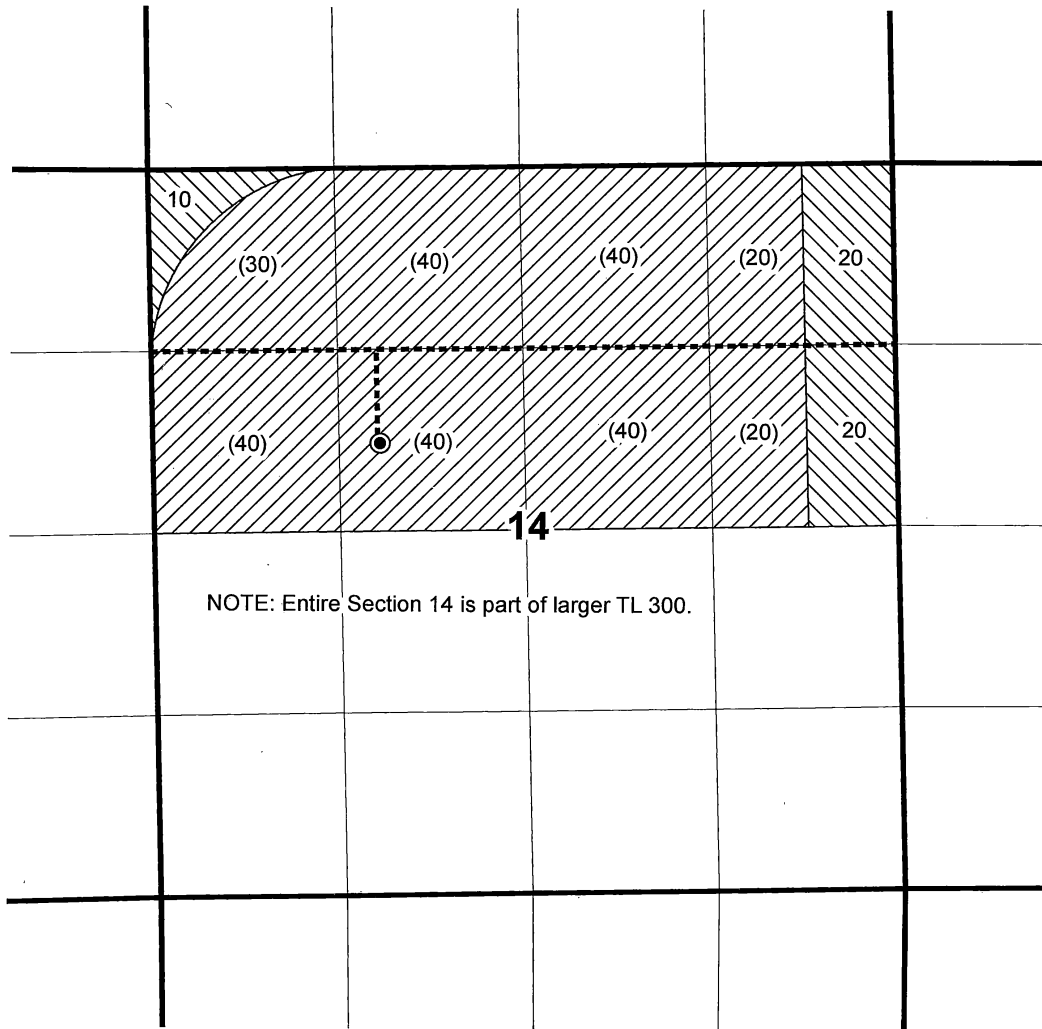 10
(30) (40) (40) (20) 20
(40) (40) (40) (20) 20
14
NOTE: Entire Section 14 is part of larger TL 300.